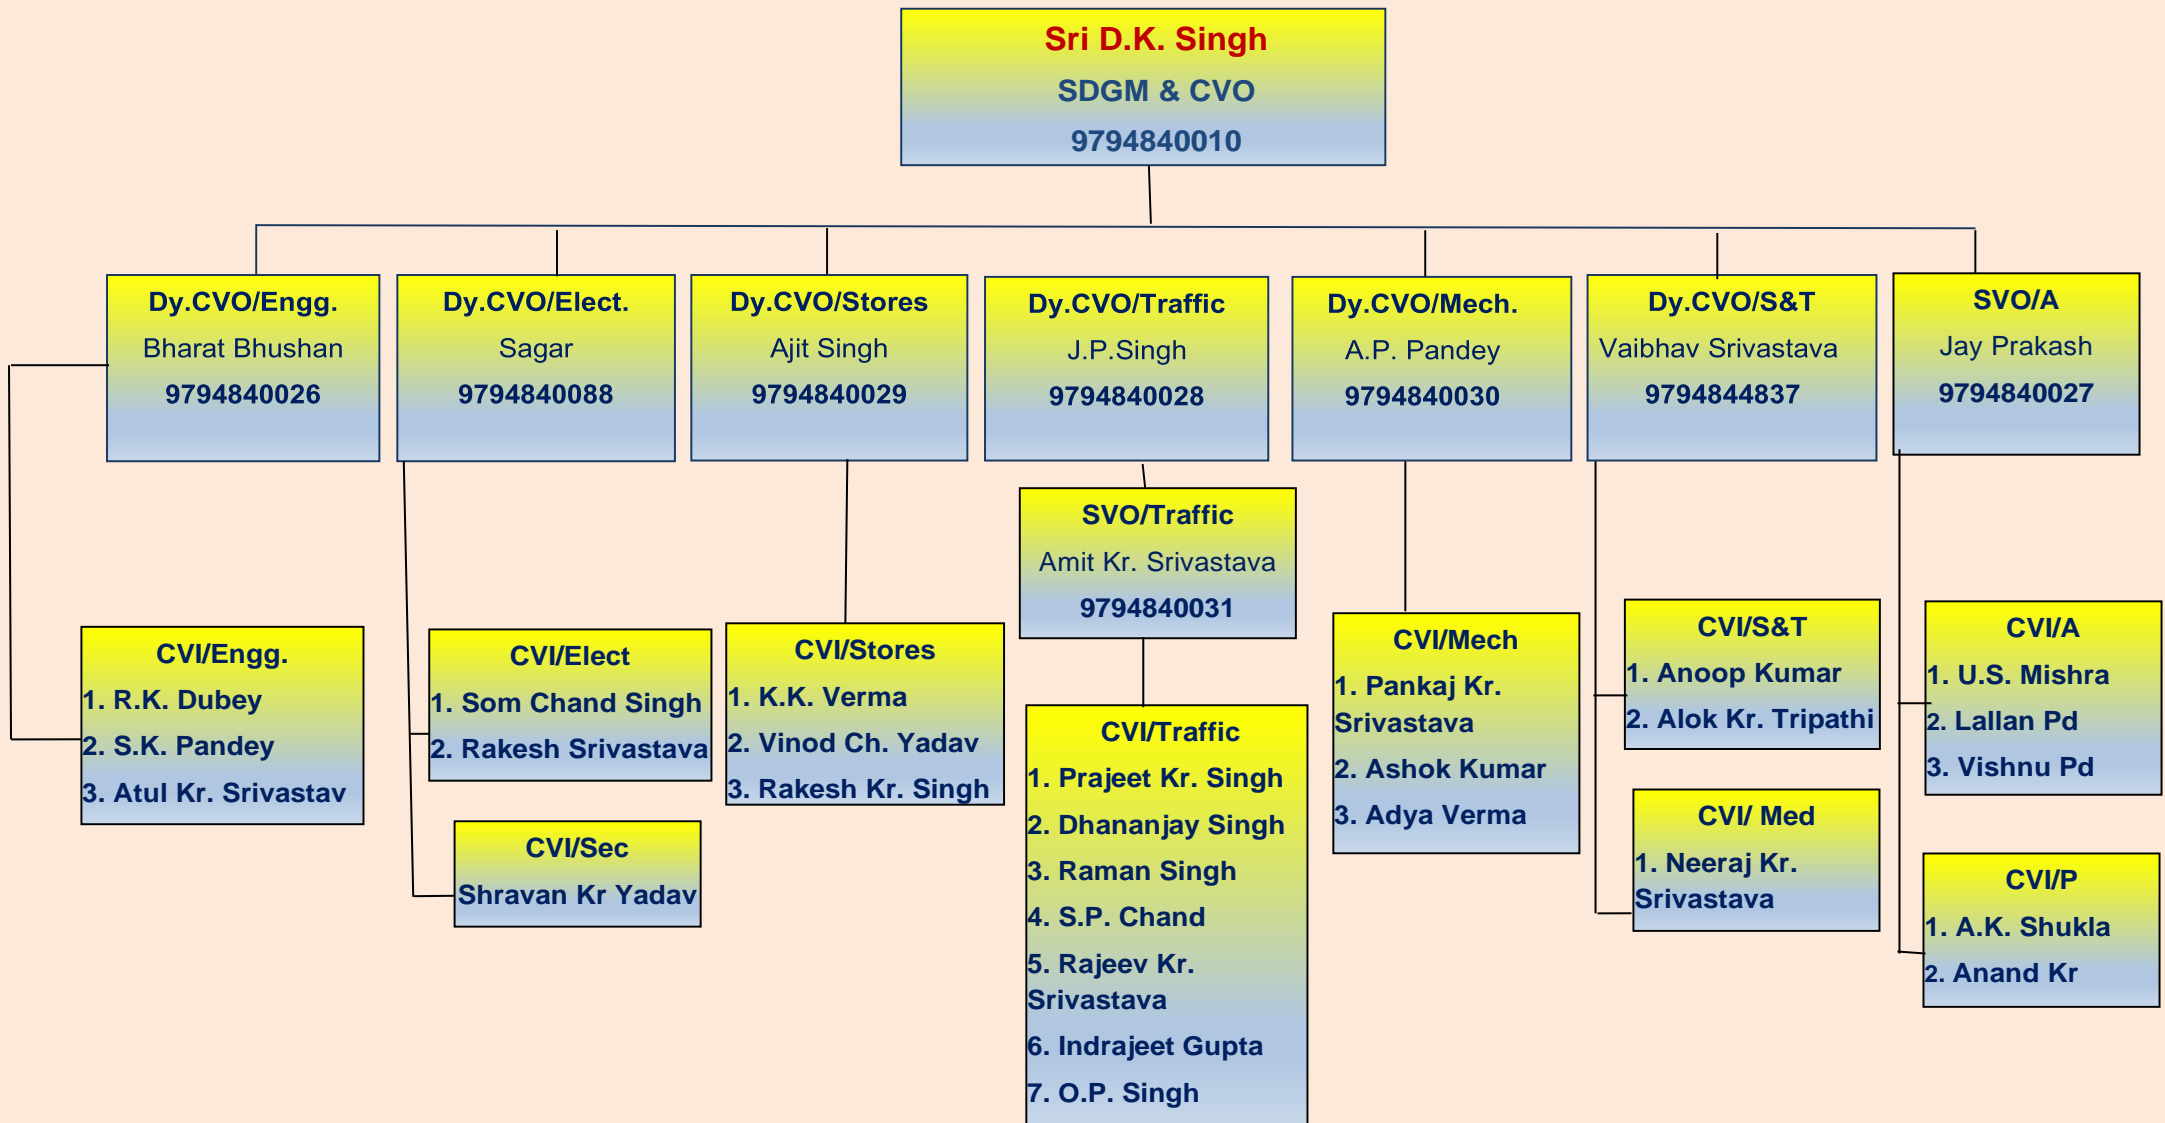 Sri D.K. Singh
SDGM & CVO
9794840010
Dy.CVO/Engg.
Bharat Bhushan
9794840026
Dy.CVO/Elect.
Sagar
9794840088
Dy.CVO/Stores
Ajit Singh
9794840029
Dy.CVO/Traffic
J.P.Singh
9794840028
Dy.CVO/Mech.
A.P. Pandey
9794840030
Dy.CVO/S&T
Vaibhav Srivastava
9794844837
SVO/A
Jay Prakash
9794840027
SVO/Traffic
Amit Kr. Srivastava
9794840031
CVI/Engg.
1. R.K. Dubey
2. S.K. Pandey
3. Atul Kr. Srivastav
CVI/Elect
1. Som Chand Singh
2. Rakesh Srivastava
CVI/Sec
Shravan Kr Yadav
CVI/Stores
1. K.K. Verma
2. Vinod Ch. Yadav
3. Rakesh Kr. Singh
CVI/Traffic
1. Prajeet Kr. Singh
2. Dhananjay Singh
3. Raman Singh
4. S.P. Chand
5. Rajeev Kr.
Srivastava
6. Indrajeet Gupta
7. O.P. Singh
CVI/Mech
1. Pankaj Kr.
Srivastava
2. Ashok Kumar
3. Adya Verma
CVI/S&T
1. Anoop Kumar
2. Alok Kr. Tripathi
CVI/ Med
1. Neeraj Kr.
Srivastava
CVI/A
1. U.S. Mishra
2. Lallan Pd
3. Vishnu Pd
CVI/P
1. A.K. Shukla
2. Anand Kr